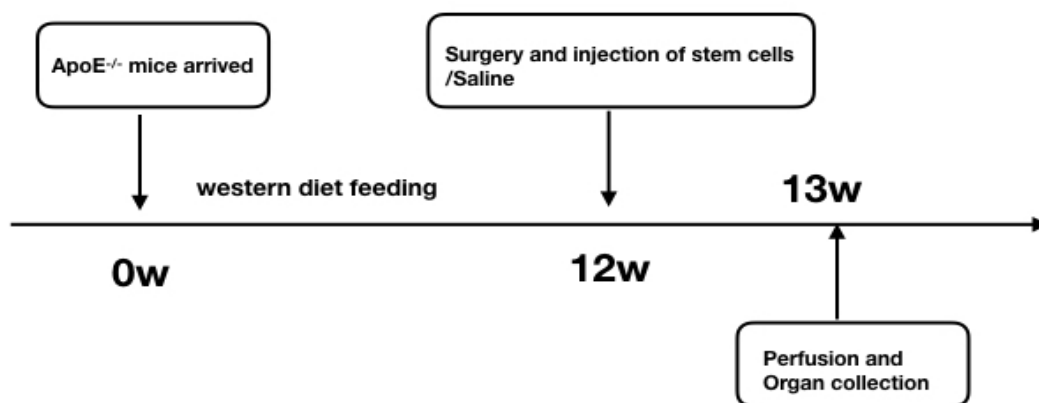 ApoE-/- mice arrived
Surgery and injection of stem cells
/Saline
western diet feeding
13w
0w
12w
Perfusion and
Organ collection